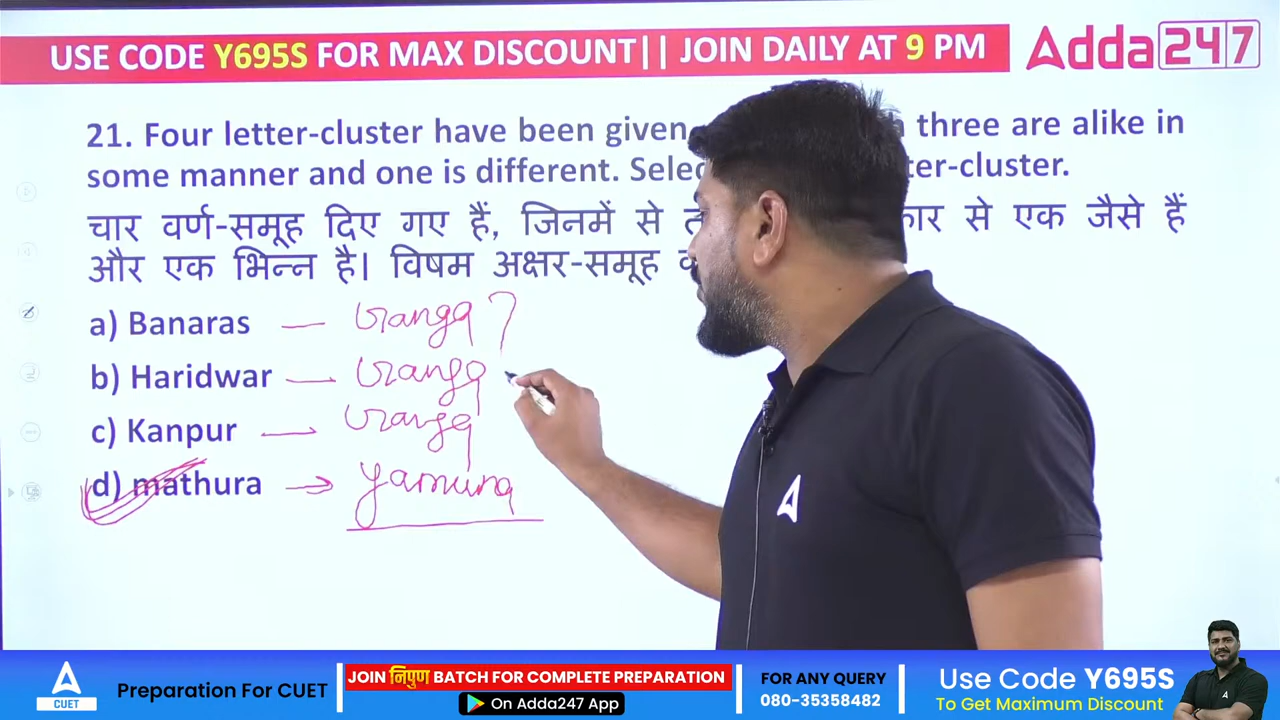 USE CODE Y695S FOR MAX DISCOUNT|| JOIN DAILY AT 9 PM
Adda247
21. Four letter-cluster have been given three are alike in
some manner and one is different. Selec ter-cluster.
चार वर्ण-समूह दिए गए हैं, जिनमें से से एक जैसे हैं
और एक भिन्न है। विषम अक्षर-समूह
a) Banaras — Ganga
b) Haridwar — Ganga
c) Kanpur — Ganga
d) mathura → yamuna
CUET
Preparation For CUET
JOIN निपुण BATCH FOR COMPLETE PREPARATION
On Adda247 App
FOR ANY QUERY
080-35358482
Use Code Y695S
To Get Maximum Discount